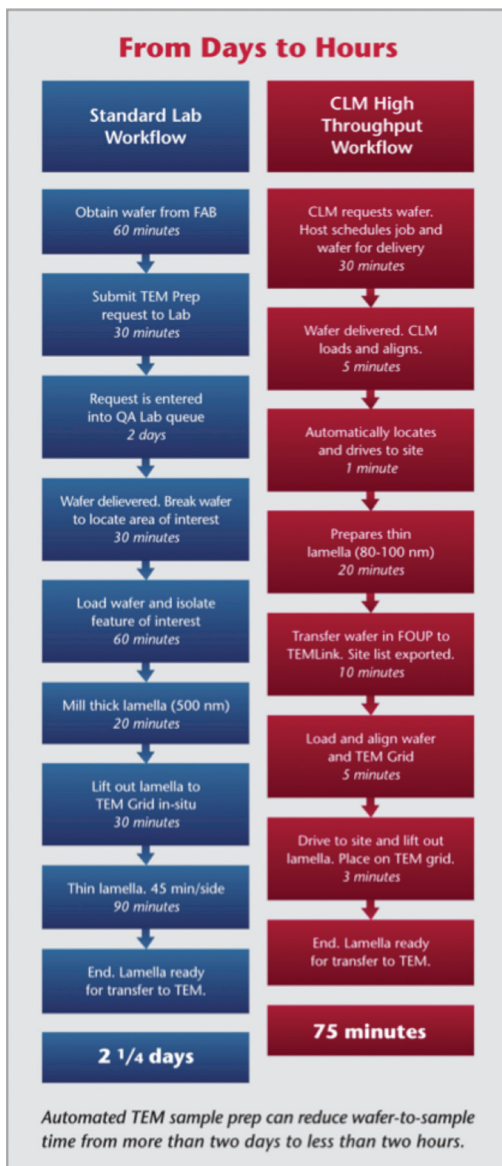 From Days to Hours
Standard Lab
Workflow
Obtain wafer from FAB
60 minutes
Submit TEM Prep
request to Lab
30 minutes
Request is entered
into QA Lab queue
2 days
Wafer delievered. Break wafer
to locate area of interest
30 minutes
Load wafer and isolate
feature of interest
60 minutes
Mill thick lamella (500 nm)
20 minutes
Lift out lamella to
TEM Grid in-situ
30 minutes
Thin lamella. 45 min/side
90 minutes
End. Lamella ready
for transfer to TEM.
2 1/4 days
CLM High
Throughput
Workflow
CLM requests wafer.
Host schedules job and
wafer for delivery
30 minutes
Wafer delivered. CLM
loads and aligns.
5 minutes
Automatically locates
and drives to site
1 minute
Prepares thin
lamella (80-100 nm)
20 minutes
Transfer wafer in FOUP to
TEMLink. Site list exported.
10 minutes
Load and align wafer
and TEM Grid
5 minutes
Drive to site and lift out
lamella. Place on TEM grid.
3 minutes
End. Lamella ready
for transfer to TEM.
75 minutes
Automated TEM sample prep can reduce wafer-to-sample
time from more than two days to less than two hours.